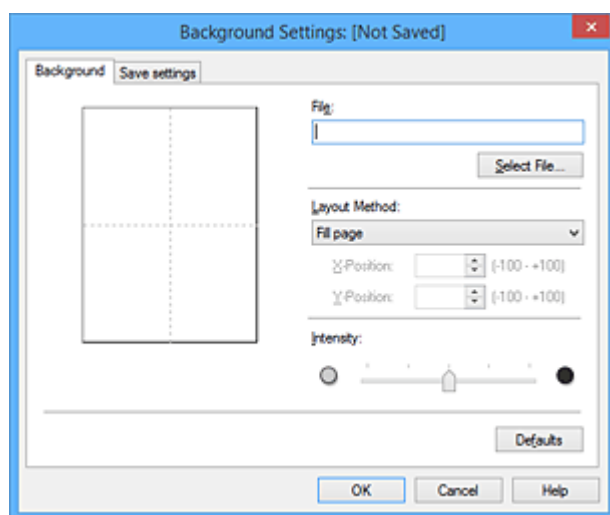 Background Settings: [Not Saved]
Background
Save settings
File:
Select File...
Layout Method:
Fill page
X-Position: (-100 - +100)
Y-Position: (-100 - +100)
Intensity:
Defaults
OK Cancel Help